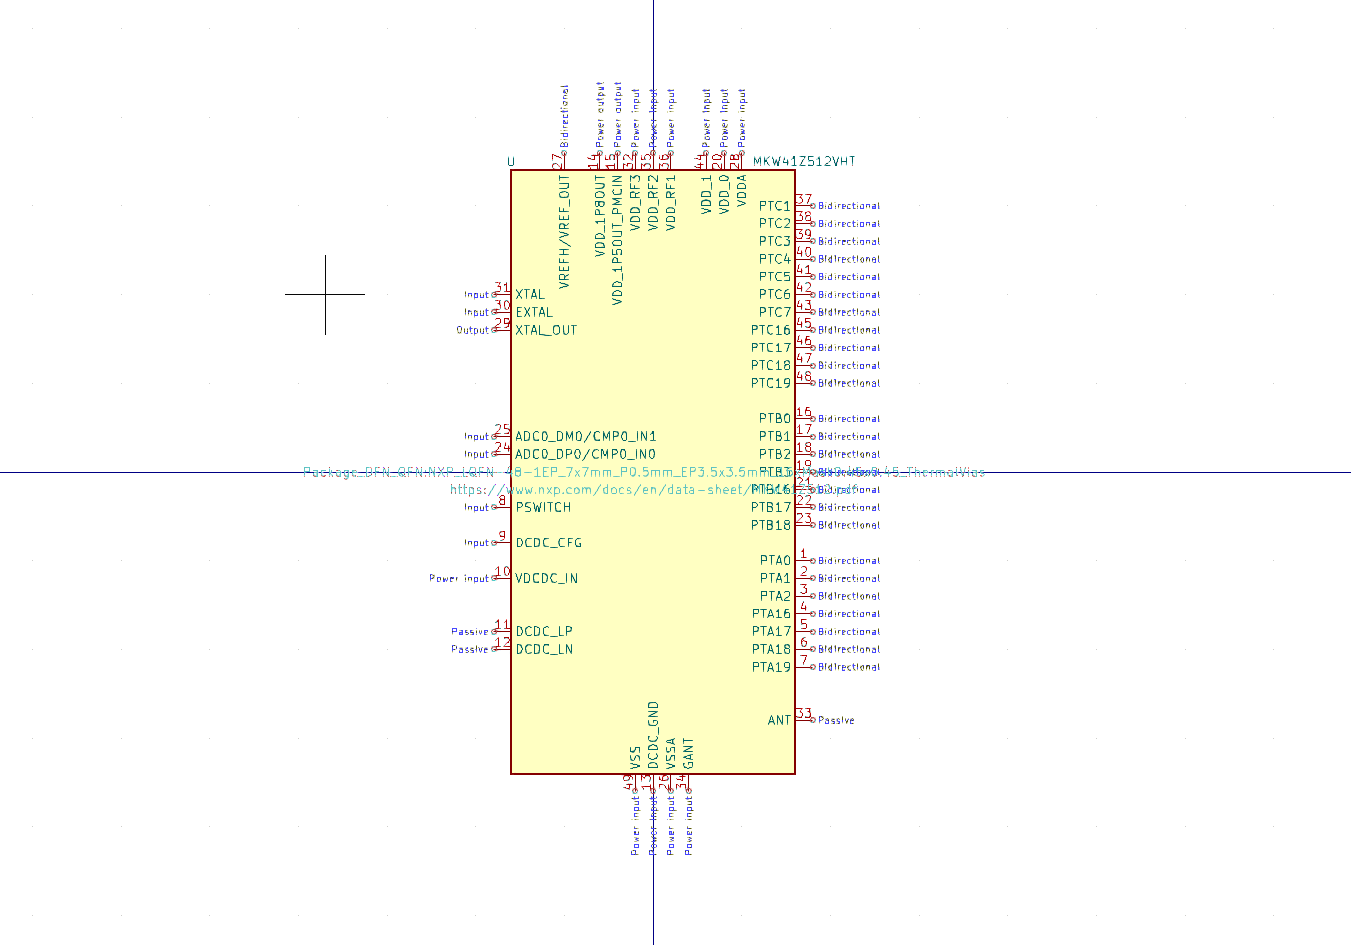 Bidirectional
Power output
Power output
Power input
Power input
Power input
Power input
Power input
Power input
27
14
15
32
35
36
44
20
28
U
MKW41Z512VHT
VREFH/VREF_OUT
VDD_1P8OUT
VDD_1P5OUT_PMCIN
VDD_RF3
VDD_RF2
VDD_RF1
VDD_1
VDD_0
VDDA
PTC1 37 Bidirectional
PTC2 38 Bidirectional
PTC3 39 Bidirectional
PTC4 40 Bidirectional
PTC5 41 Bidirectional
Input 31 XTAL
PTC6 42 Bidirectional
Input 30 EXTAL
PTC7 43 Bidirectional
Output 29 XTAL_OUT
PTC16 45 Bidirectional
PTC17 46 Bidirectional
PTC18 47 Bidirectional
PTC19 48 Bidirectional
PTB0 16 Bidirectional
Input 25 ADC0_DM0/CMP0_IN1
PTB1 17 Bidirectional
Input 24 ADC0_DP0/CMP0_IN0
PTB2 18 Bidirectional
Package_DFN_QFN:NXP_LQFN-48-1EP_7x7mm_P0.5mm_EP3.5x3.5mm
ThermalVias
PTB3 19
https://www.nxp.com/docs/en/data-sheet/
PTB16 21 Bidirectional
Input 8 PSWITCH
PTB17 22 Bidirectional
PTB18 23 Bidirectional
Input 9 DCDC_CFG
PTA0 1 Bidirectional
Power input 10 VDCDC_IN
PTA1 2 Bidirectional
PTA2 3 Bidirectional
PTA16 4 Bidirectional
Passive 11 DCDC_LP
PTA17 5 Bidirectional
Passive 12 DCDC_LN
PTA18 6 Bidirectional
PTA19 7 Bidirectional
ANT 33 Passive
VSS
DCDC_GND
VSSA
GANT
49
13
26
34
Power input
Power input
Power input
Power input